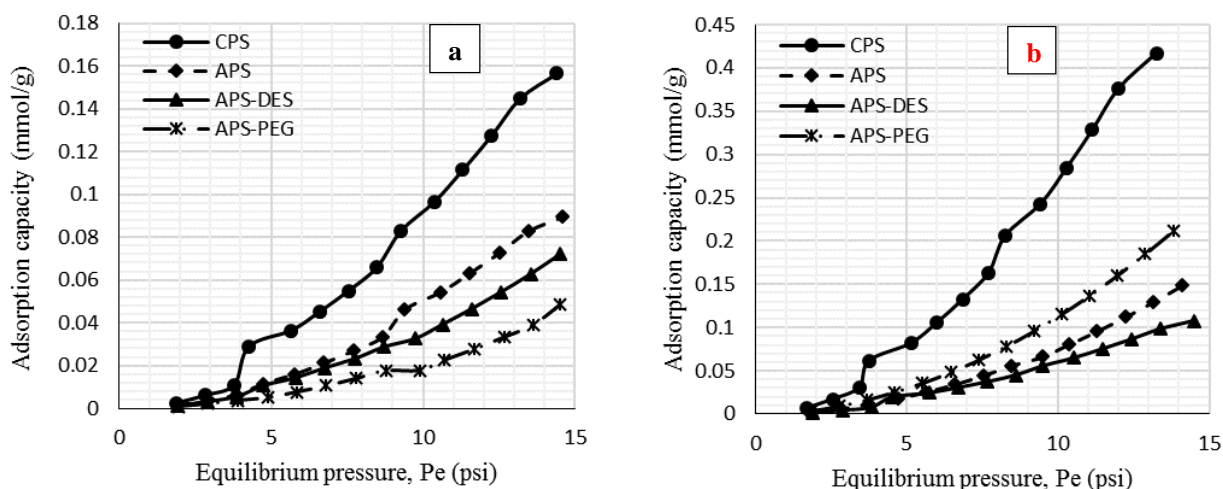 0.18
0.16
0.14
0.12
0.1
0.08
0.06
0.04
0.02
0
0
5
10
15
Adsorption capacity (mmol/g)
Equilibrium pressure, Pe (psi)
CPS
APS
APS-DES
APS-PEG
a
0.45
0.4
0.35
0.3
0.25
0.2
0.15
0.1
0.05
0
0
5
10
15
Adsorption capacity (mmol/g)
Equilibrium pressure, Pe (psi)
CPS
APS
APS-DES
APS-PEG
b